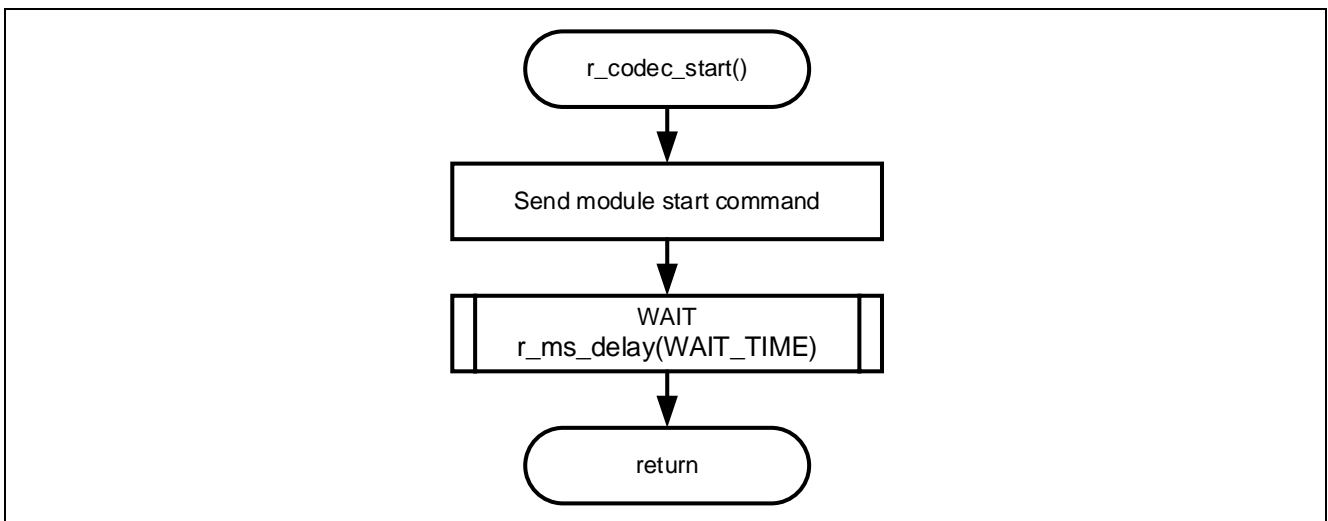 r_codec_start()
Send module start command
WAIT
r_ms_delay(WAIT_TIME)
return